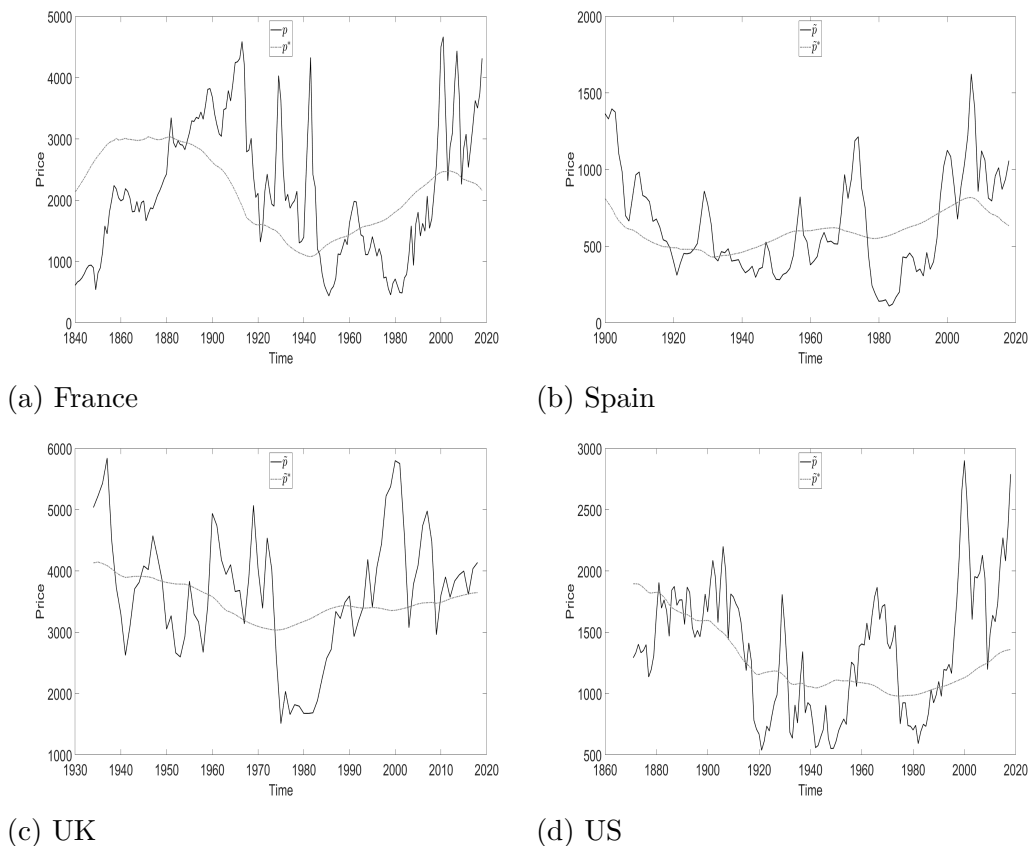 5000
4000
3000
2000
1000
0
Price
p
p*
1840 1860 1880 1900 1920 1940 1960 1980 2000 2020
Time
(a) France
2000
1500
1000
500
0
Price
p̃
p̃*
1900 1920 1940 1960 1980 2000 2020
Time
(b) Spain
6000
5000
4000
3000
2000
1000
Price
p̃
p̃*
1930 1940 1950 1960 1970 1980 1990 2000 2010 2020
Time
(c) UK
3000
2500
2000
1500
1000
500
Price
p̃
p̃*
1860 1880 1900 1920 1940 1960 1980 2000 2020
Time
(d) US